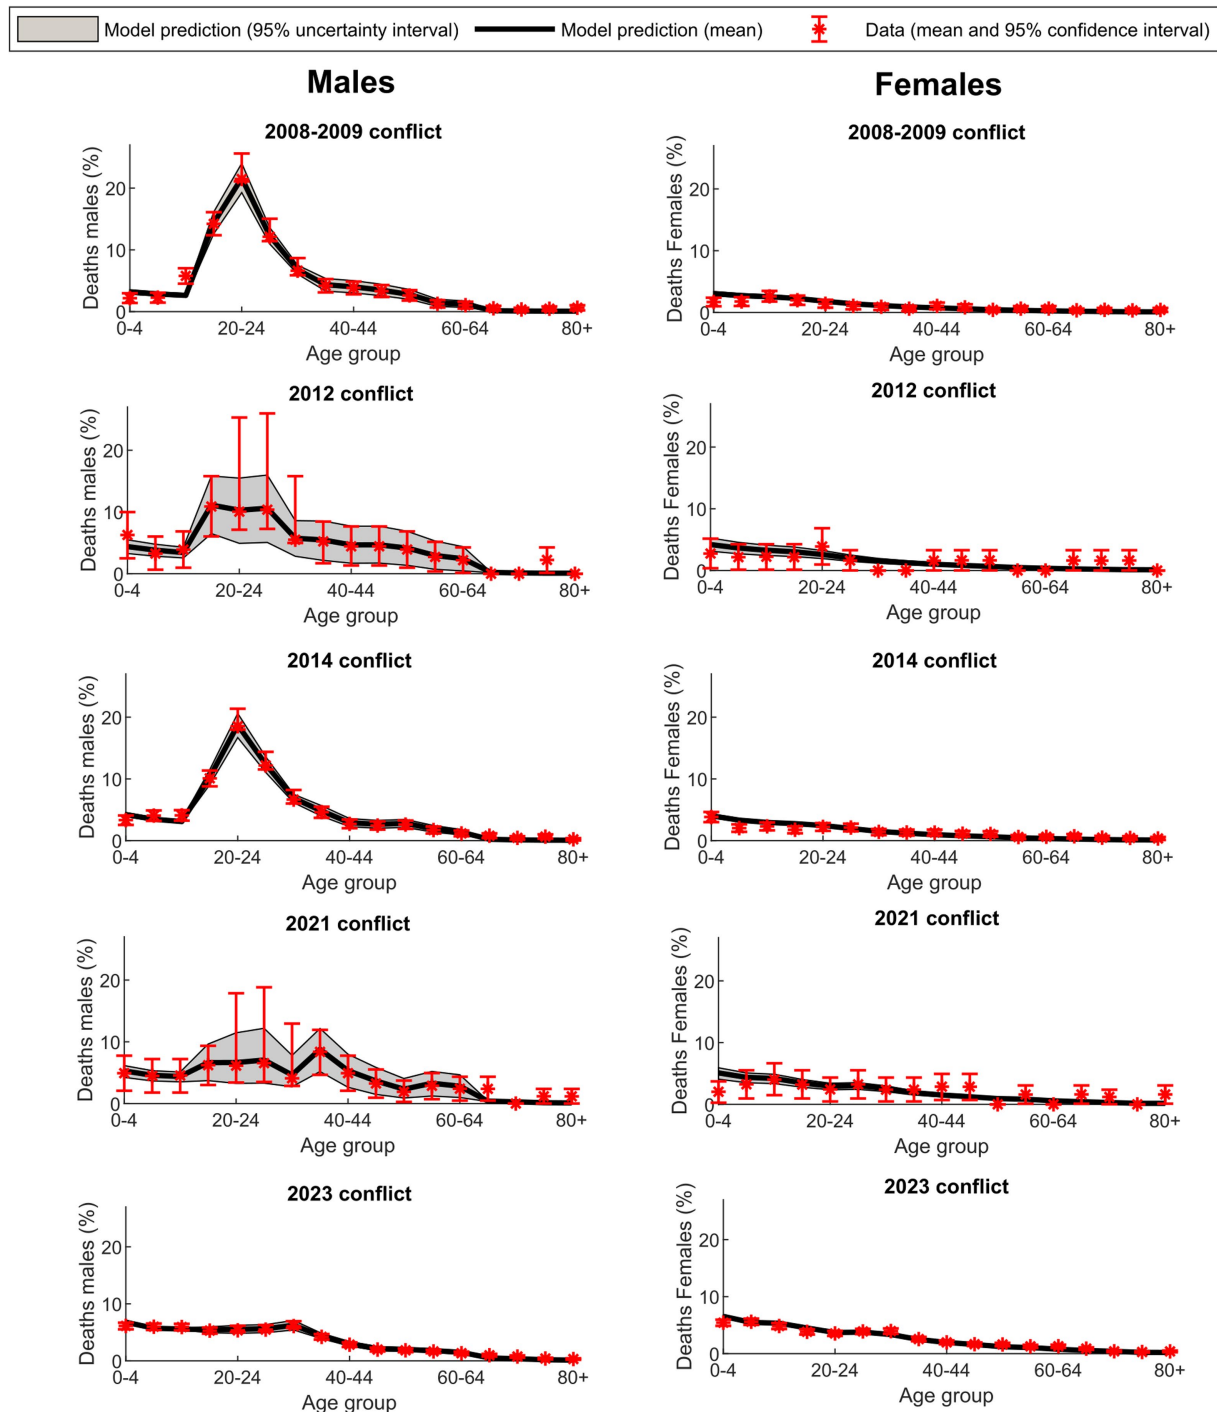 Model prediction (95% uncertainty interval) Model prediction (mean) Data (mean and 95% confidence interval)
Males Females
2008-2009 conflict
Deaths males (%)
20
10
0
0-4 20-24 40-44 60-64 80+
Age group
2008-2009 conflict
Deaths Females (%)
20
10
0
0-4 20-24 40-44 60-64 80+
Age group
2012 conflict
Deaths males (%)
20
10
0
0-4 20-24 40-44 60-64 80+
Age group
2012 conflict
Deaths Females (%)
20
10
0
0-4 20-24 40-44 60-64 80+
Age group
2014 conflict
Deaths males (%)
20
10
0
0-4 20-24 40-44 60-64 80+
Age group
2014 conflict
Deaths Females (%)
20
10
0
0-4 20-24 40-44 60-64 80+
Age group
2021 conflict
Deaths males (%)
20
10
0
0-4 20-24 40-44 60-64 80+
Age group
2021 conflict
Deaths Females (%)
20
10
0
0-4 20-24 40-44 60-64 80+
Age group
2023 conflict
Deaths males (%)
20
10
0
0-4 20-24 40-44 60-64 80+
Age group
2023 conflict
Deaths Females (%)
20
10
0
0-4 20-24 40-44 60-64 80+
Age group